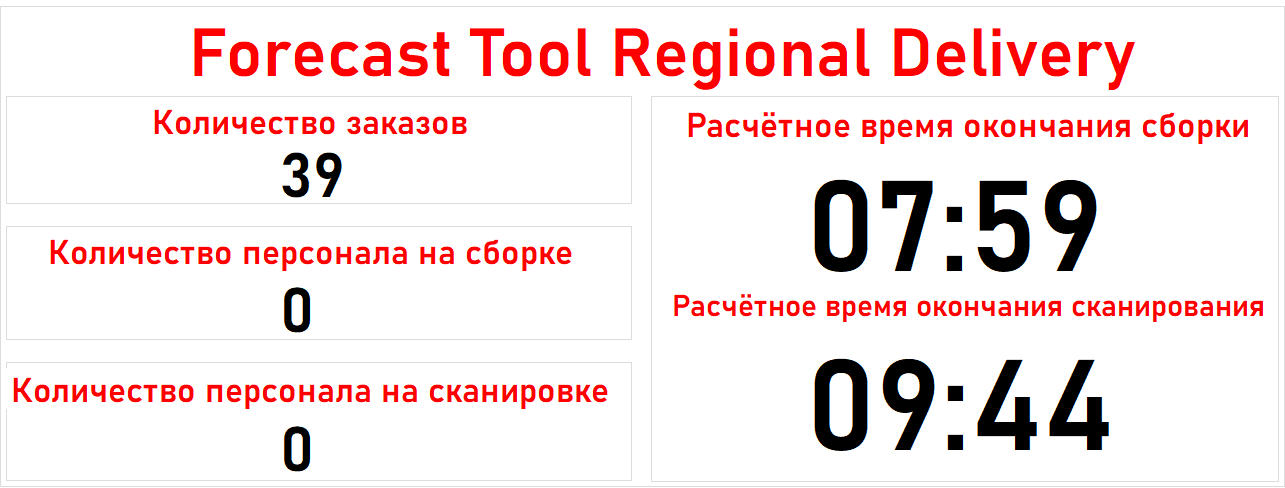 Forecast Tool Regional Delivery
Количество заказов
39
Количество персонала на сборке
0
Количество персонала на сканировке
0
Расчётное время окончания сборки
07:59
Расчётное время окончания сканирования
09:44